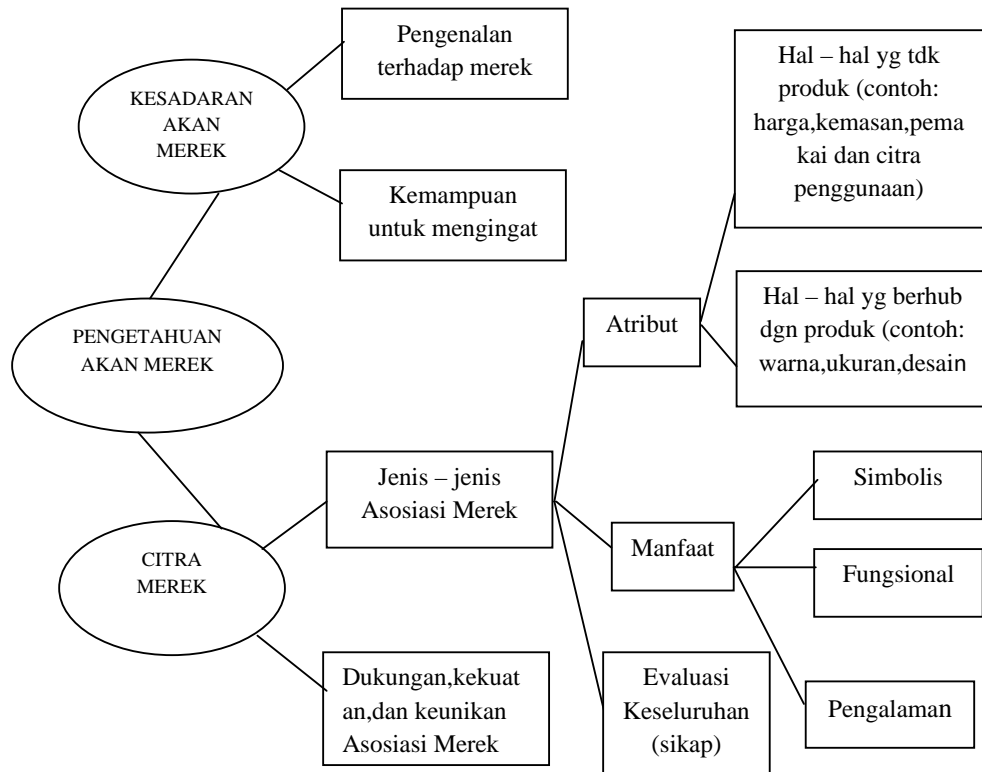 Pengenalan
terhadap merek
Hal – hal yg tdk
produk (contoh:
harga,kemasan,pema
kai dan citra
penggunaan)
KESADARAN
AKAN
MEREK
Kemampuan
untuk mengingat
Hal – hal yg berhub
dgn produk (contoh:
warna,ukuran,desain
Atribut
PENGETAHUAN
AKAN MEREK
Jenis – jenis
Asosiasi Merek
Simbolis
Manfaat
Fungsional
CITRA
MEREK
Dukungan,kekuat
an,dan keunikan
Asosiasi Merek
Evaluasi
Keseluruhan
(sikap)
Pengalaman